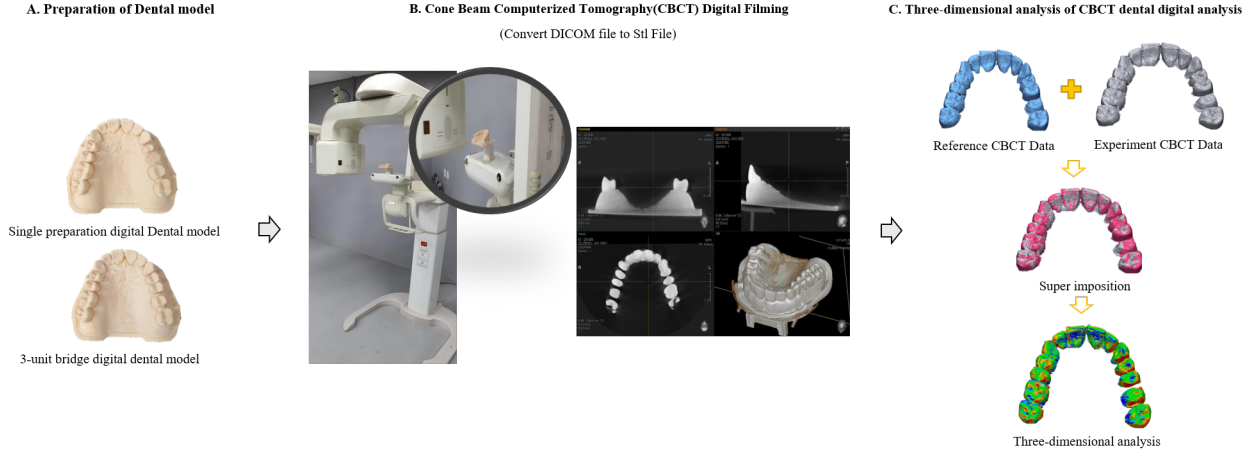 A. Preparation of Dental model
B. Cone Beam Computerized Tomography(CBCT) Digital Filming
(Convert DICOM file to Stl File)
C. Three-dimensional analysis of CBCT dental digital analysis
Single preparation digital Dental model
3-unit bridge digital dental model
R
L
A
P
R
L
Reference CBCT Data
Experiment CBCT Data
Super imposition
Three-dimensional analysis